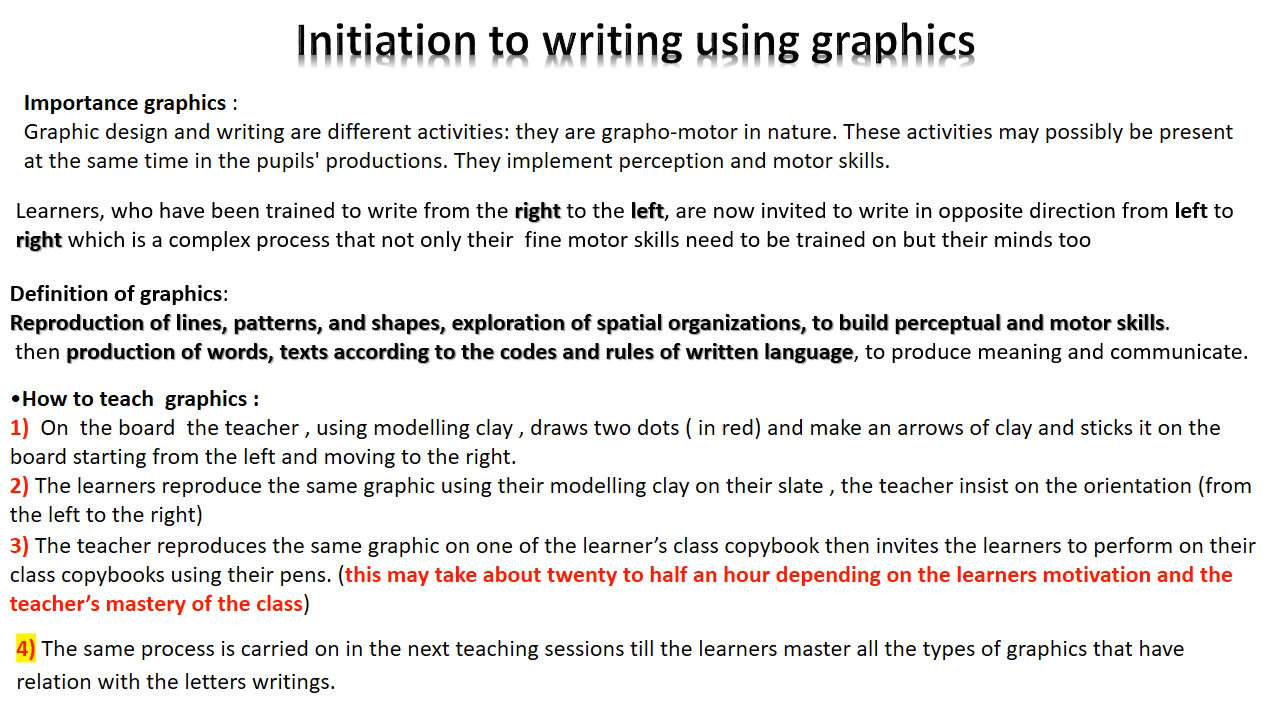 Initiation to writing using graphics
Importance graphics :
Graphic design and writing are different activities: they are grapho-motor in nature. These activities may possibly be present
at the same time in the pupils' productions. They implement perception and motor skills.
Learners, who have been trained to write from the right to the left, are now invited to write in opposite direction from left to
right which is a complex process that not only their  fine motor skills need to be trained on but their minds too
Definition of graphics:
Reproduction of lines, patterns, and shapes, exploration of spatial organizations, to build perceptual and motor skills.
then production of words, texts according to the codes and rules of written language, to produce meaning and communicate.
•How to teach  graphics :
1)  On  the board  the teacher , using modelling clay , draws two dots ( in red) and make an arrows of clay and sticks it on the
board starting from the left and moving to the right.
2) The learners reproduce the same graphic using their modelling clay on their slate , the teacher insist on the orientation (from
the left to the right)
3) The teacher reproduces the same graphic on one of the learner’s class copybook then invites the learners to perform on their
class copybooks using their pens. (this may take about twenty to half an hour depending on the learners motivation and the
teacher’s mastery of the class)
4) The same process is carried on in the next teaching sessions till the learners master all the types of graphics that have
relation with the letters writings.